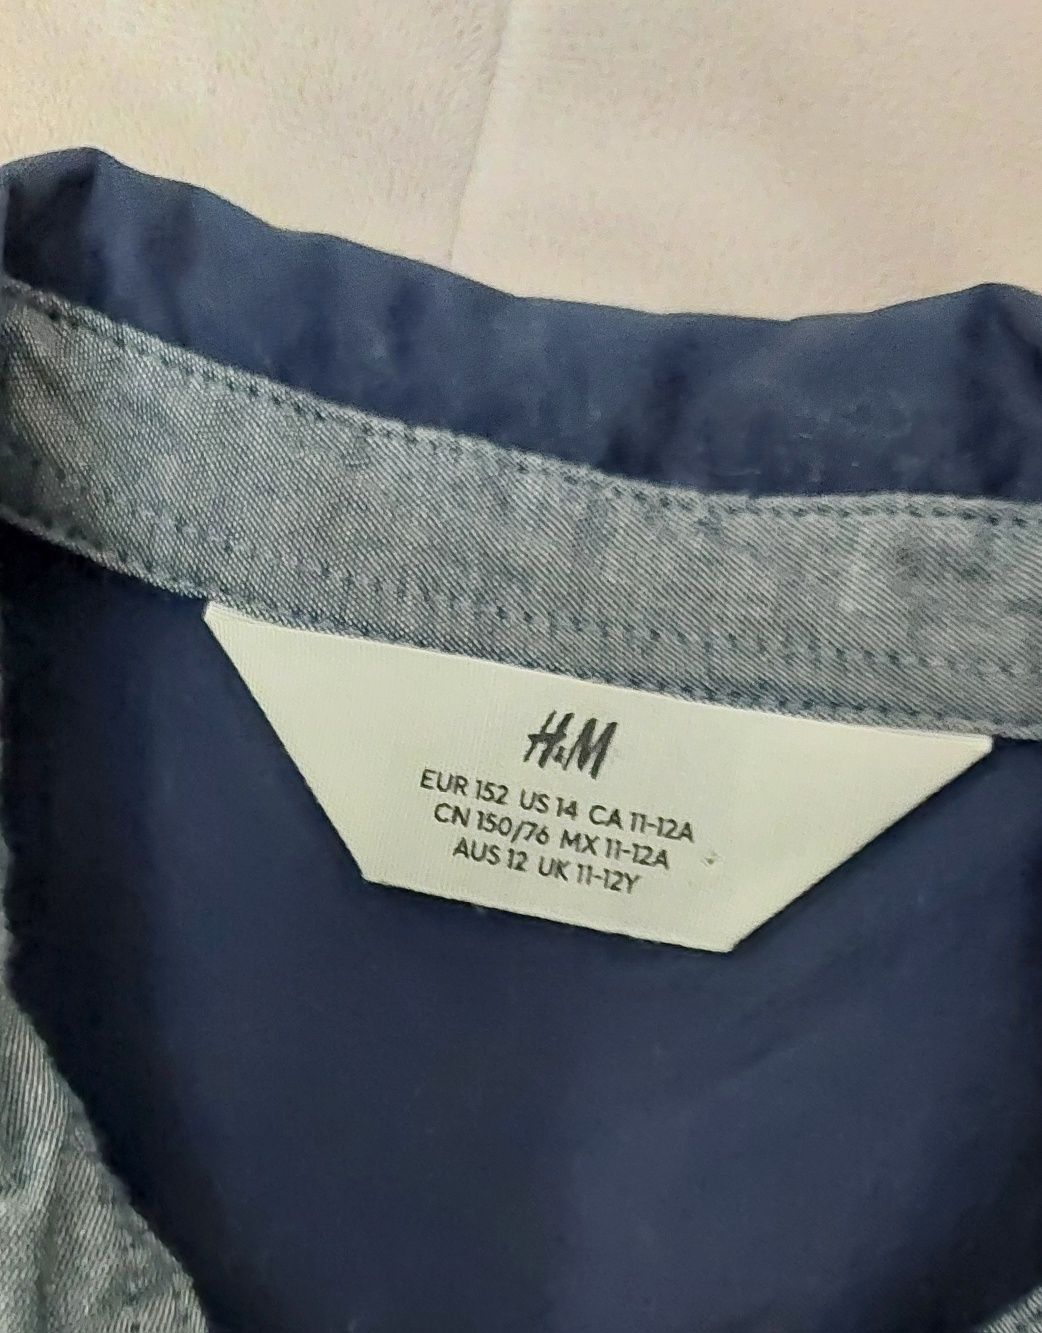 H&M
EUR 152 US 14 CA 11-12A
CN 150/76 MX 11-12A
AUS 12 UK 11-12Y